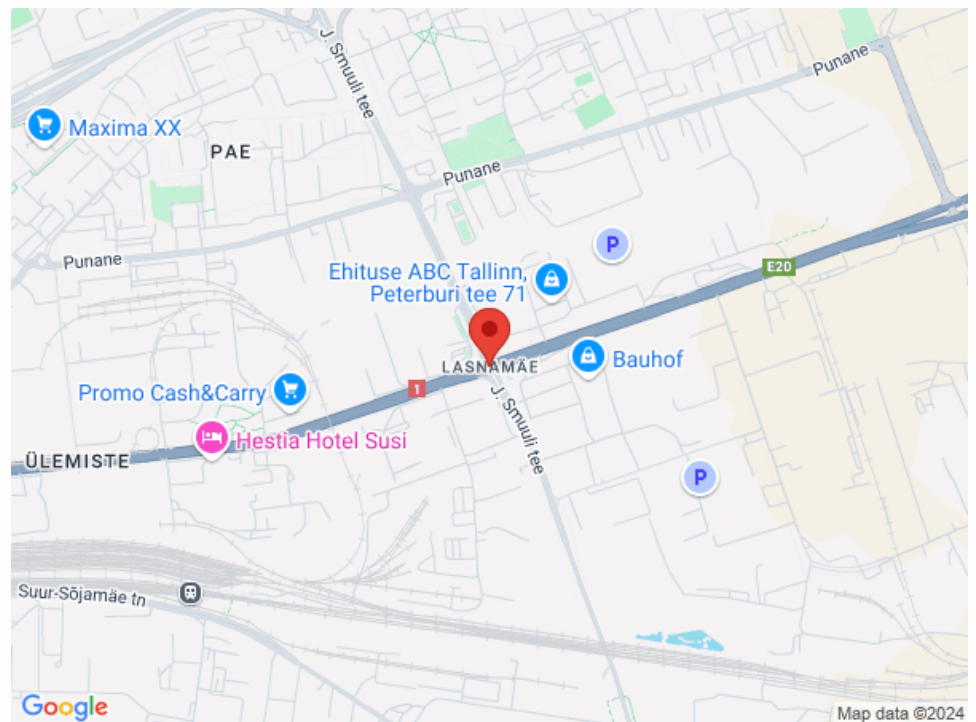 J. Smuuli tee
Punane
Maxima XX
PAE
Punane
Punane
E20
Ehituse ABC Tallinn,
Peterburi tee 71
P
LASNAMÄE
Bauhof
1
Promo Cash&Carry
J. Smuuli tee
Hestia Hotel Susi
ÜLEMISTE
P
Suur-Sõjamäe tn
Google
Map data ©2024